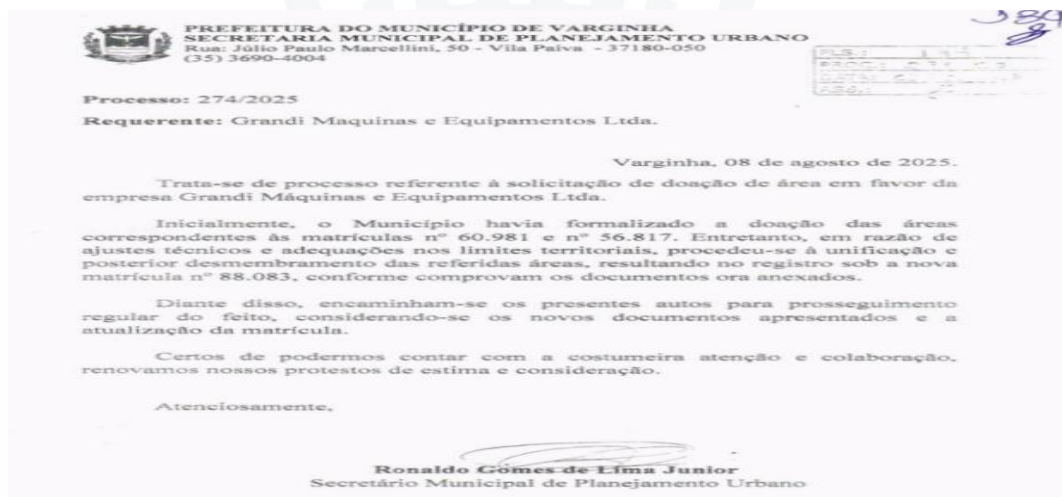 PREFEITURA DO MUNICÍPIO DE VARGINHA
SECRETARIA MUNICIPAL DE PLANEJAMENTO URBANO
Rua: Júlio Paulo Marcellini, 50 - Vila Paiva - 37180-050
(35) 3690-4004
Processo: 274/2025
Requerente: Grandi Maquinas e Equipamentos Ltda.
Varginha, 08 de agosto de 2025.
Trata-se de processo referente à solicitação de doação de área em favor da
empresa Grandi Máquinas e Equipamentos Ltda.
Inicialmente, o Município havia formalizado a doação das áreas
correspondentes às matrículas nº 60.981 e nº 56.817. Entretanto, em razão de
ajustes técnicos e adequações nos limites territoriais, procedeu-se à unificação e
posterior desmembramento das referidas áreas, resultando no registro sob a nova
matrícula nº 88.083, conforme comprovam os documentos ora anexados.
Diante disso, encaminham-se os presentes autos para prosseguimento
regular do feito, considerando-se os novos documentos apresentados e a
atualização da matrícula.
Certos de podermos contar com a costumeira atenção e colaboração,
renovamos nossos protestos de estima e consideração.
Atenciosamente,
Ronaldo Gomes de Lima Junior
Secretário Municipal de Planejamento Urbano